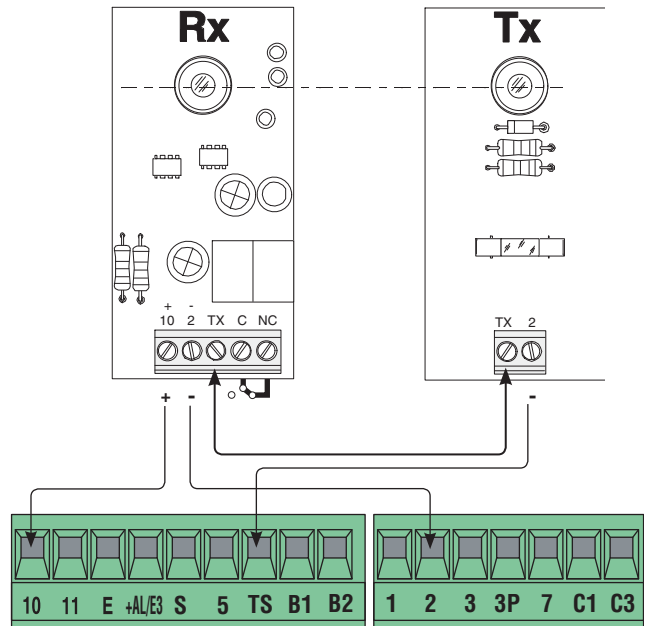 Rx Tx
+ -
10 2 TX C NC
TX 2
+ - -
10 11 E +AL/E3 S 5 TS B1 B2 1 2 3 3P 7 C1 C3